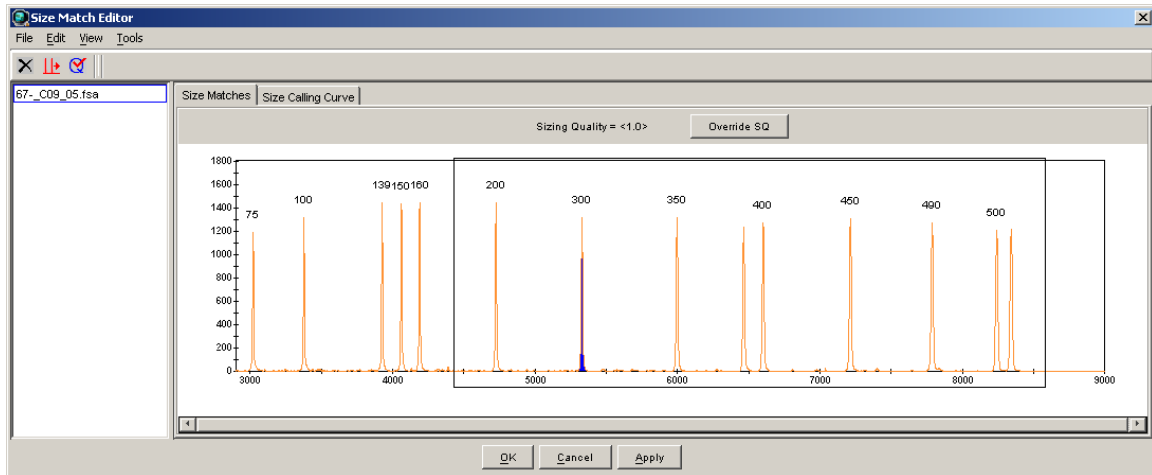 Size Match Editor
File Edit View Tools
67-_C09_05.fsa
Size Matches Size Calling Curve
Sizing Quality = <1.0> Override SQ
1800
1600
1400
1200
1000
800
600
400
200
0
75 100 139 150 160 200 300 350 400 450 490 500
3000 4000 5000 6000 7000 8000 9000
OK Cancel Apply